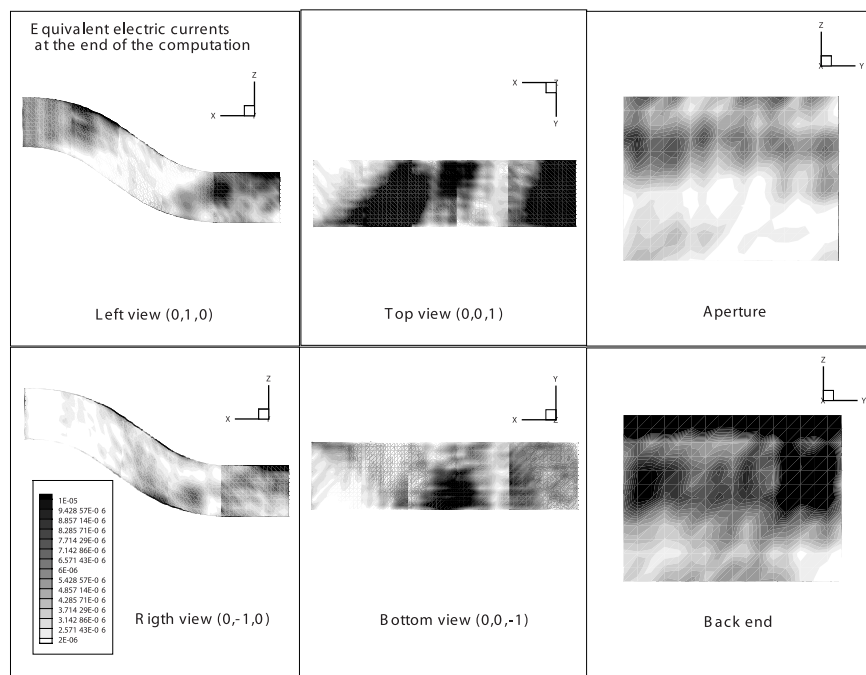 Equivalent electric currents
at the end of the computation
Z
X
Y
Left view (0,1,0)
X
Z
Y
Top view (0,0,1)
Z
X
Y
Aperture
Z
X
Y
1E-05
9.428 57E-0 6
8.857 14E-0 6
8.285 71E-0 6
7.714 29E-0 6
7.142 86E-0 6
6.571 43E-0 6
6E-06
5.428 57E-0 6
4.857 14E-0 6
4.285 71E-0 6
3.714 29E-0 6
3.142 86E-0 6
2.571 43E-0 6
2E-06
Rigth view (0,-1,0)
Y
X
Z
Bottom view (0,0,-1)
Z
X
Y
Back end